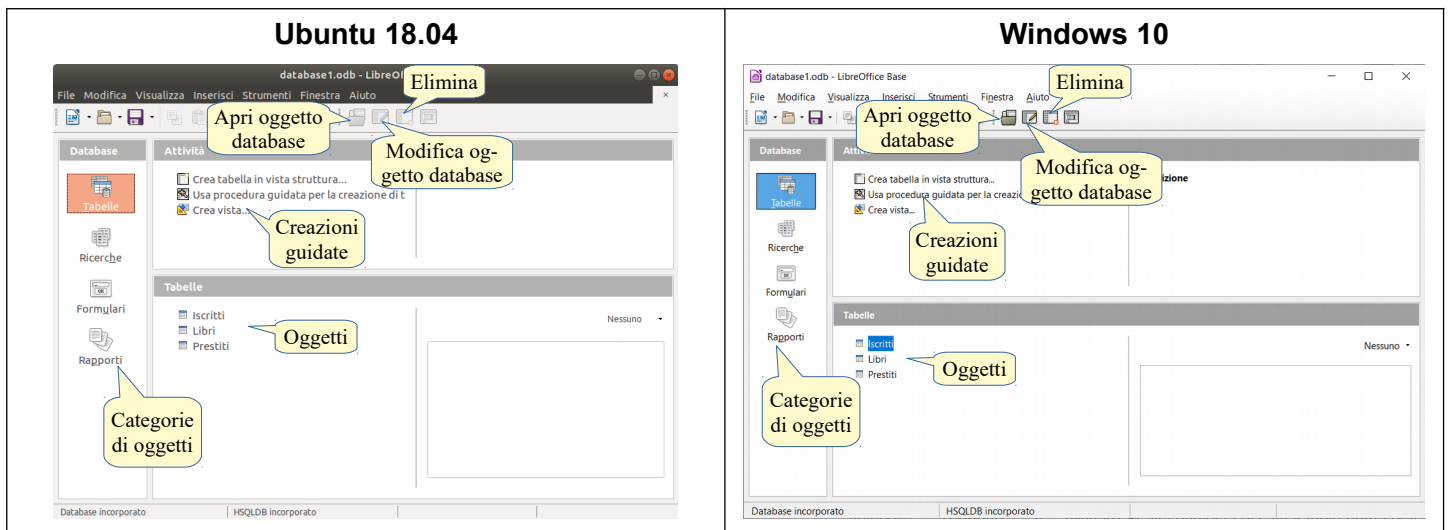 Ubuntu 18.04
database1.odb - LibreOf
Elimina
File Modifica Visualizza Inserisci Strumenti Finestra Aiuto
Apri oggetto
database
Modifica og-
getto database
Database
Attività
Crea tabella in vista struttura...
Usa procedura guidata per la creazione di t
Crea vista...
Creazioni
guidate
Tabelle
Ricerche
Formulari
Rapporti
Tabelle
Iscritti
Libri
Prestiti
Oggetti
Nessuno
Categorie
di oggetti
Database incorporato
HSQLDB incorporato
Windows 10
database1.odb - LibreOffice Base
Elimina
File Modifica Visualizza Inserisci Strumenti Finestra Aiuto
Apri oggetto
database
Modifica og-
getto database
Database
Crea tabella in vista struttura...
Usa procedura guidata per la creazio
izione
Crea vista...
Creazioni
guidate
Tabelle
Ricerche
Formulari
Rapporti
Tabelle
Iscritti
Libri
Prestiti
Oggetti
Nessuno
Categorie
di oggetti
Database incorporato
HSQLDB incorporato